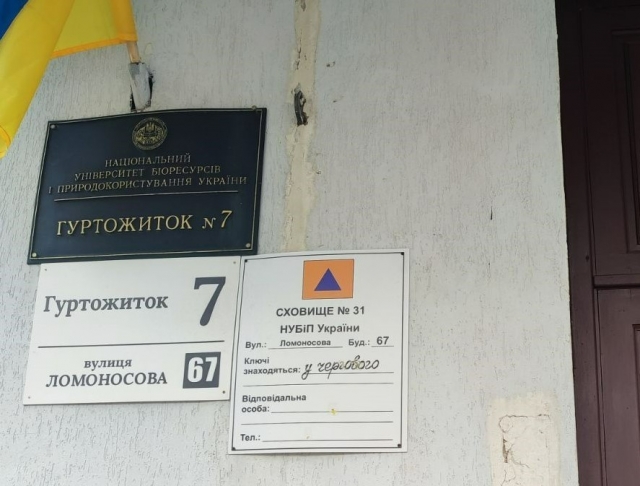 НАЦІОНАЛЬНИЙ
УНІВЕРСИТЕТ БІОРЕСУРСІВ
І ПРИРОДОКОРИСТУВАННЯ УКРАЇНИ
ГУРТОЖИТОК №7
Гуртожиток 7
вулиця
ЛОМОНОСОВА 67
СХОВИЩЕ № 31
НУБіП України
Вул.: Ломоносова Буд.: 67
Ключі
знаходяться: у чергового
Відповідальна
особа:
Тел.: